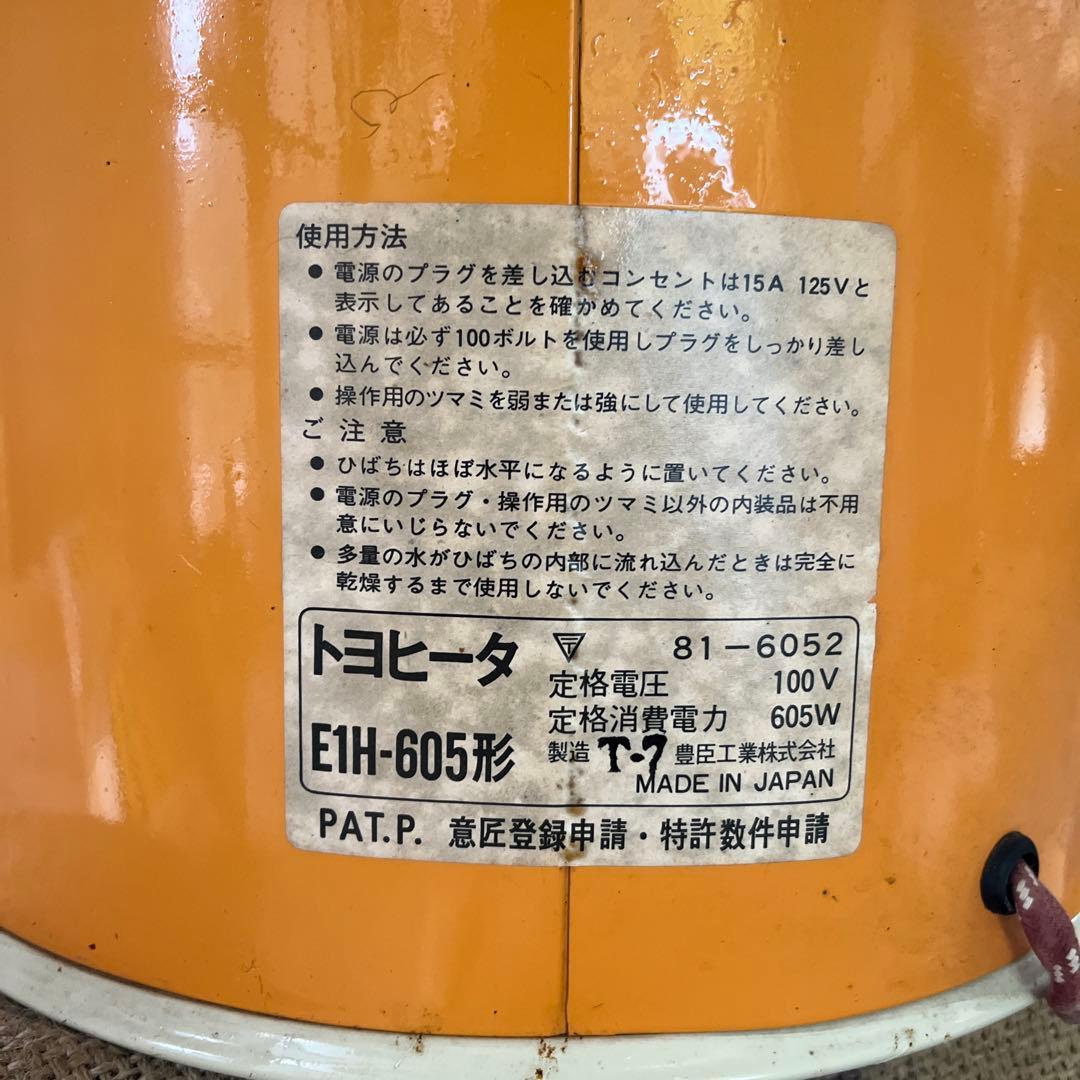 使用方法
● 電源のプラグを差し込むコンセントは15A 125Vと
表示してあることを確かめてください。
● 電源は必ず100ボルトを使用しプラグをしっかり差し
込んでください。
● 操作用のツマミを弱または強にして使用してください。
ご注意
● ひばちはほぼ水平になるように置いてください。
● 電源のプラグ・操作用のツマミ以外の内装品は不用
意にいじらないでください。
● 多量の水がひばちの内部に流れ込んだときは完全に
乾燥するまで使用しないでください。
トヨヒータ 81-6052
定格電圧 100V
定格消費電力 605W
E1H-605形 製造 T-7 豊臣工業株式会社
MADE IN JAPAN
PAT.P. 意匠登録申請・特許数件申請